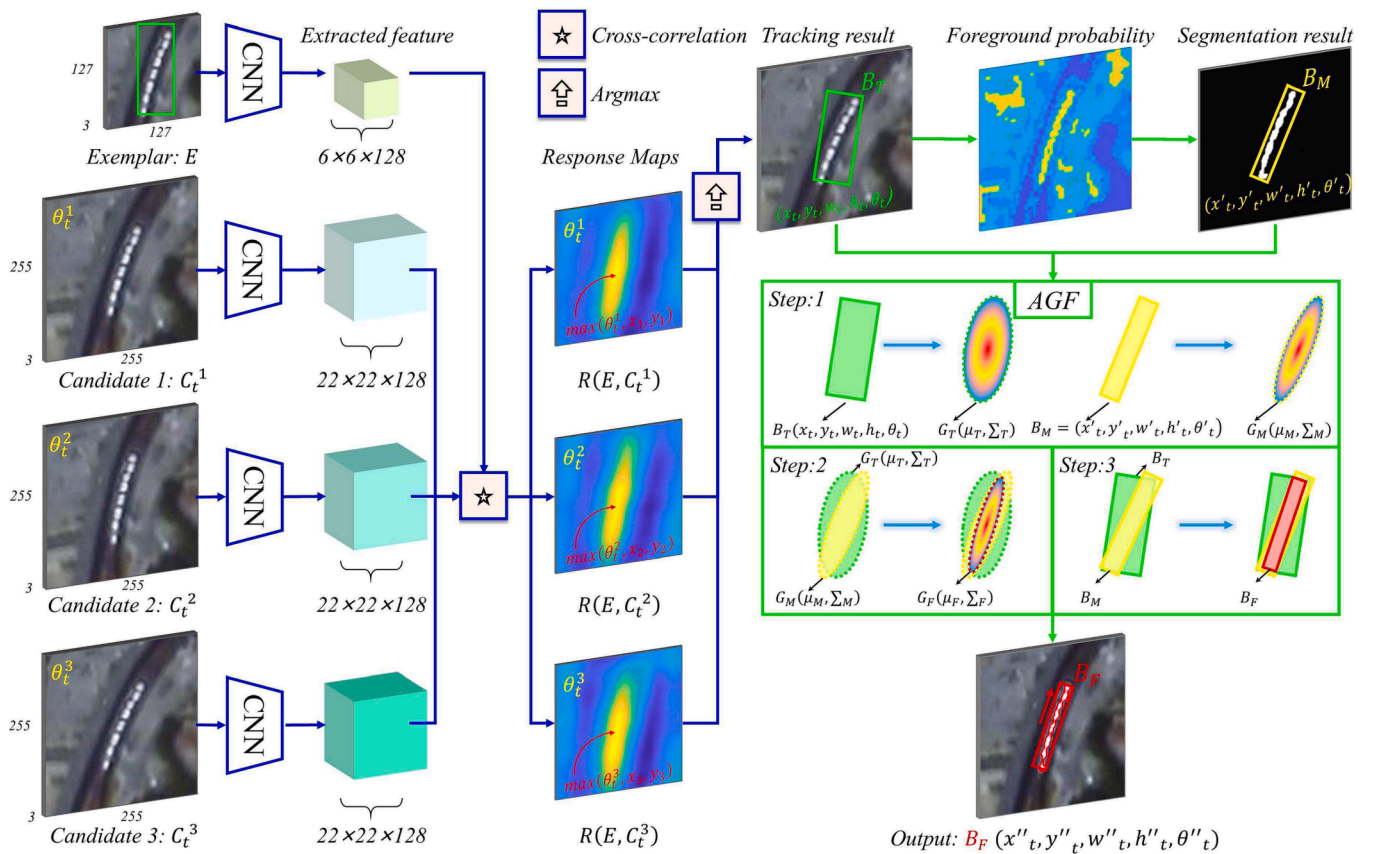 CNN
Extracted feature
127
3
127
6×6×128
Exemplar: E
Cross-correlation
Argmax
Tracking result
Foreground probability
Segmentation result
B_T
(x_t, y_t, w_t, h_t, θ_t)
B_M
(x'_t, y'_t, w'_t, h'_t, θ'_t)
Response Maps
θ_t^1
255
3
255
CNN
22×22×128
Candidate 1: C_t^1
θ_t^1
max(θ_t^1, x_1, y_1)
R(E, C_t^1)
θ_t^2
255
3
255
CNN
22×22×128
Candidate 2: C_t^2
θ_t^2
max(θ_t^2, x_2, y_2)
R(E, C_t^2)
θ_t^3
255
3
255
CNN
22×22×128
Candidate 3: C_t^3
θ_t^3
max(θ_t^3, x_3, y_3)
R(E, C_t^3)
Step:1
AGF
B_T(x_t, y_t, w_t, h_t, θ_t)
G_T(μ_T, ∑_T)
B_M = (x'_t, y'_t, w'_t, h'_t, θ'_t)
G_M(μ_M, ∑_M)
Step:2
G_T(μ_T, ∑_T)
G_M(μ_M, ∑_M)
G_F(μ_F, ∑_F)
Step:3
B_T
B_M
B_F
B_F
Output: B_F (x''_t, y''_t, w''_t, h''_t, θ''_t)